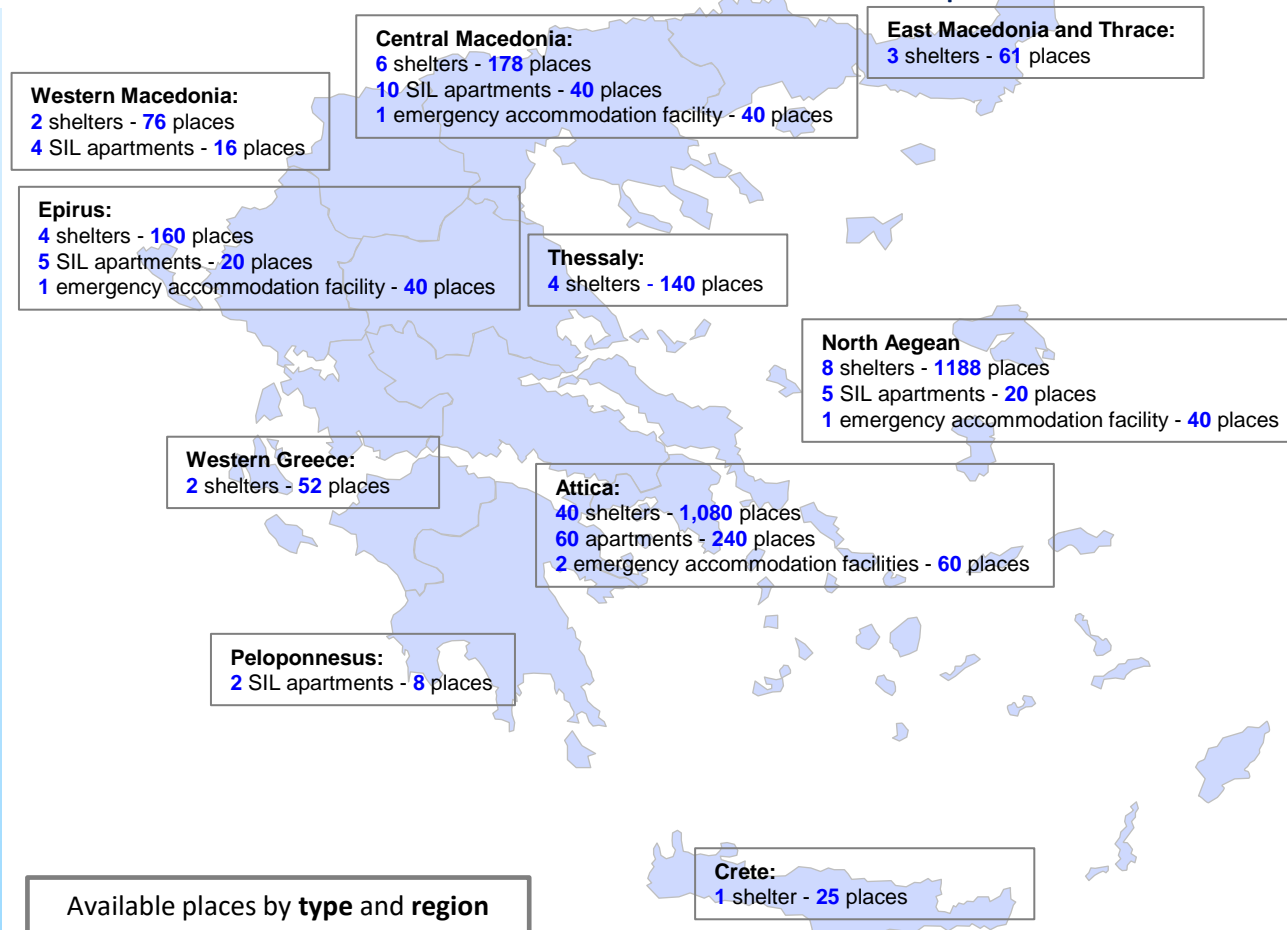 East Macedonia and Thrace:
3 shelters - 61 places
Central Macedonia:
6 shelters - 178 places
10 SIL apartments - 40 places
1 emergency accommodation facility - 40 places
Western Macedonia:
2 shelters - 76 places
4 SIL apartments - 16 places
Epirus:
4 shelters - 160 places
5 SIL apartments - 20 places
1 emergency accommodation facility - 40 places
Thessaly:
4 shelters - 140 places
North Aegean
8 shelters - 1188 places
5 SIL apartments - 20 places
1 emergency accommodation facility - 40 places
Western Greece:
2 shelters - 52 places
Attica:
40 shelters - 1,080 places
60 apartments - 240 places
2 emergency accommodation facilities - 60 places
Peloponnesus:
2 SIL apartments - 8 places
Crete:
1 shelter - 25 places
Available places by type and region